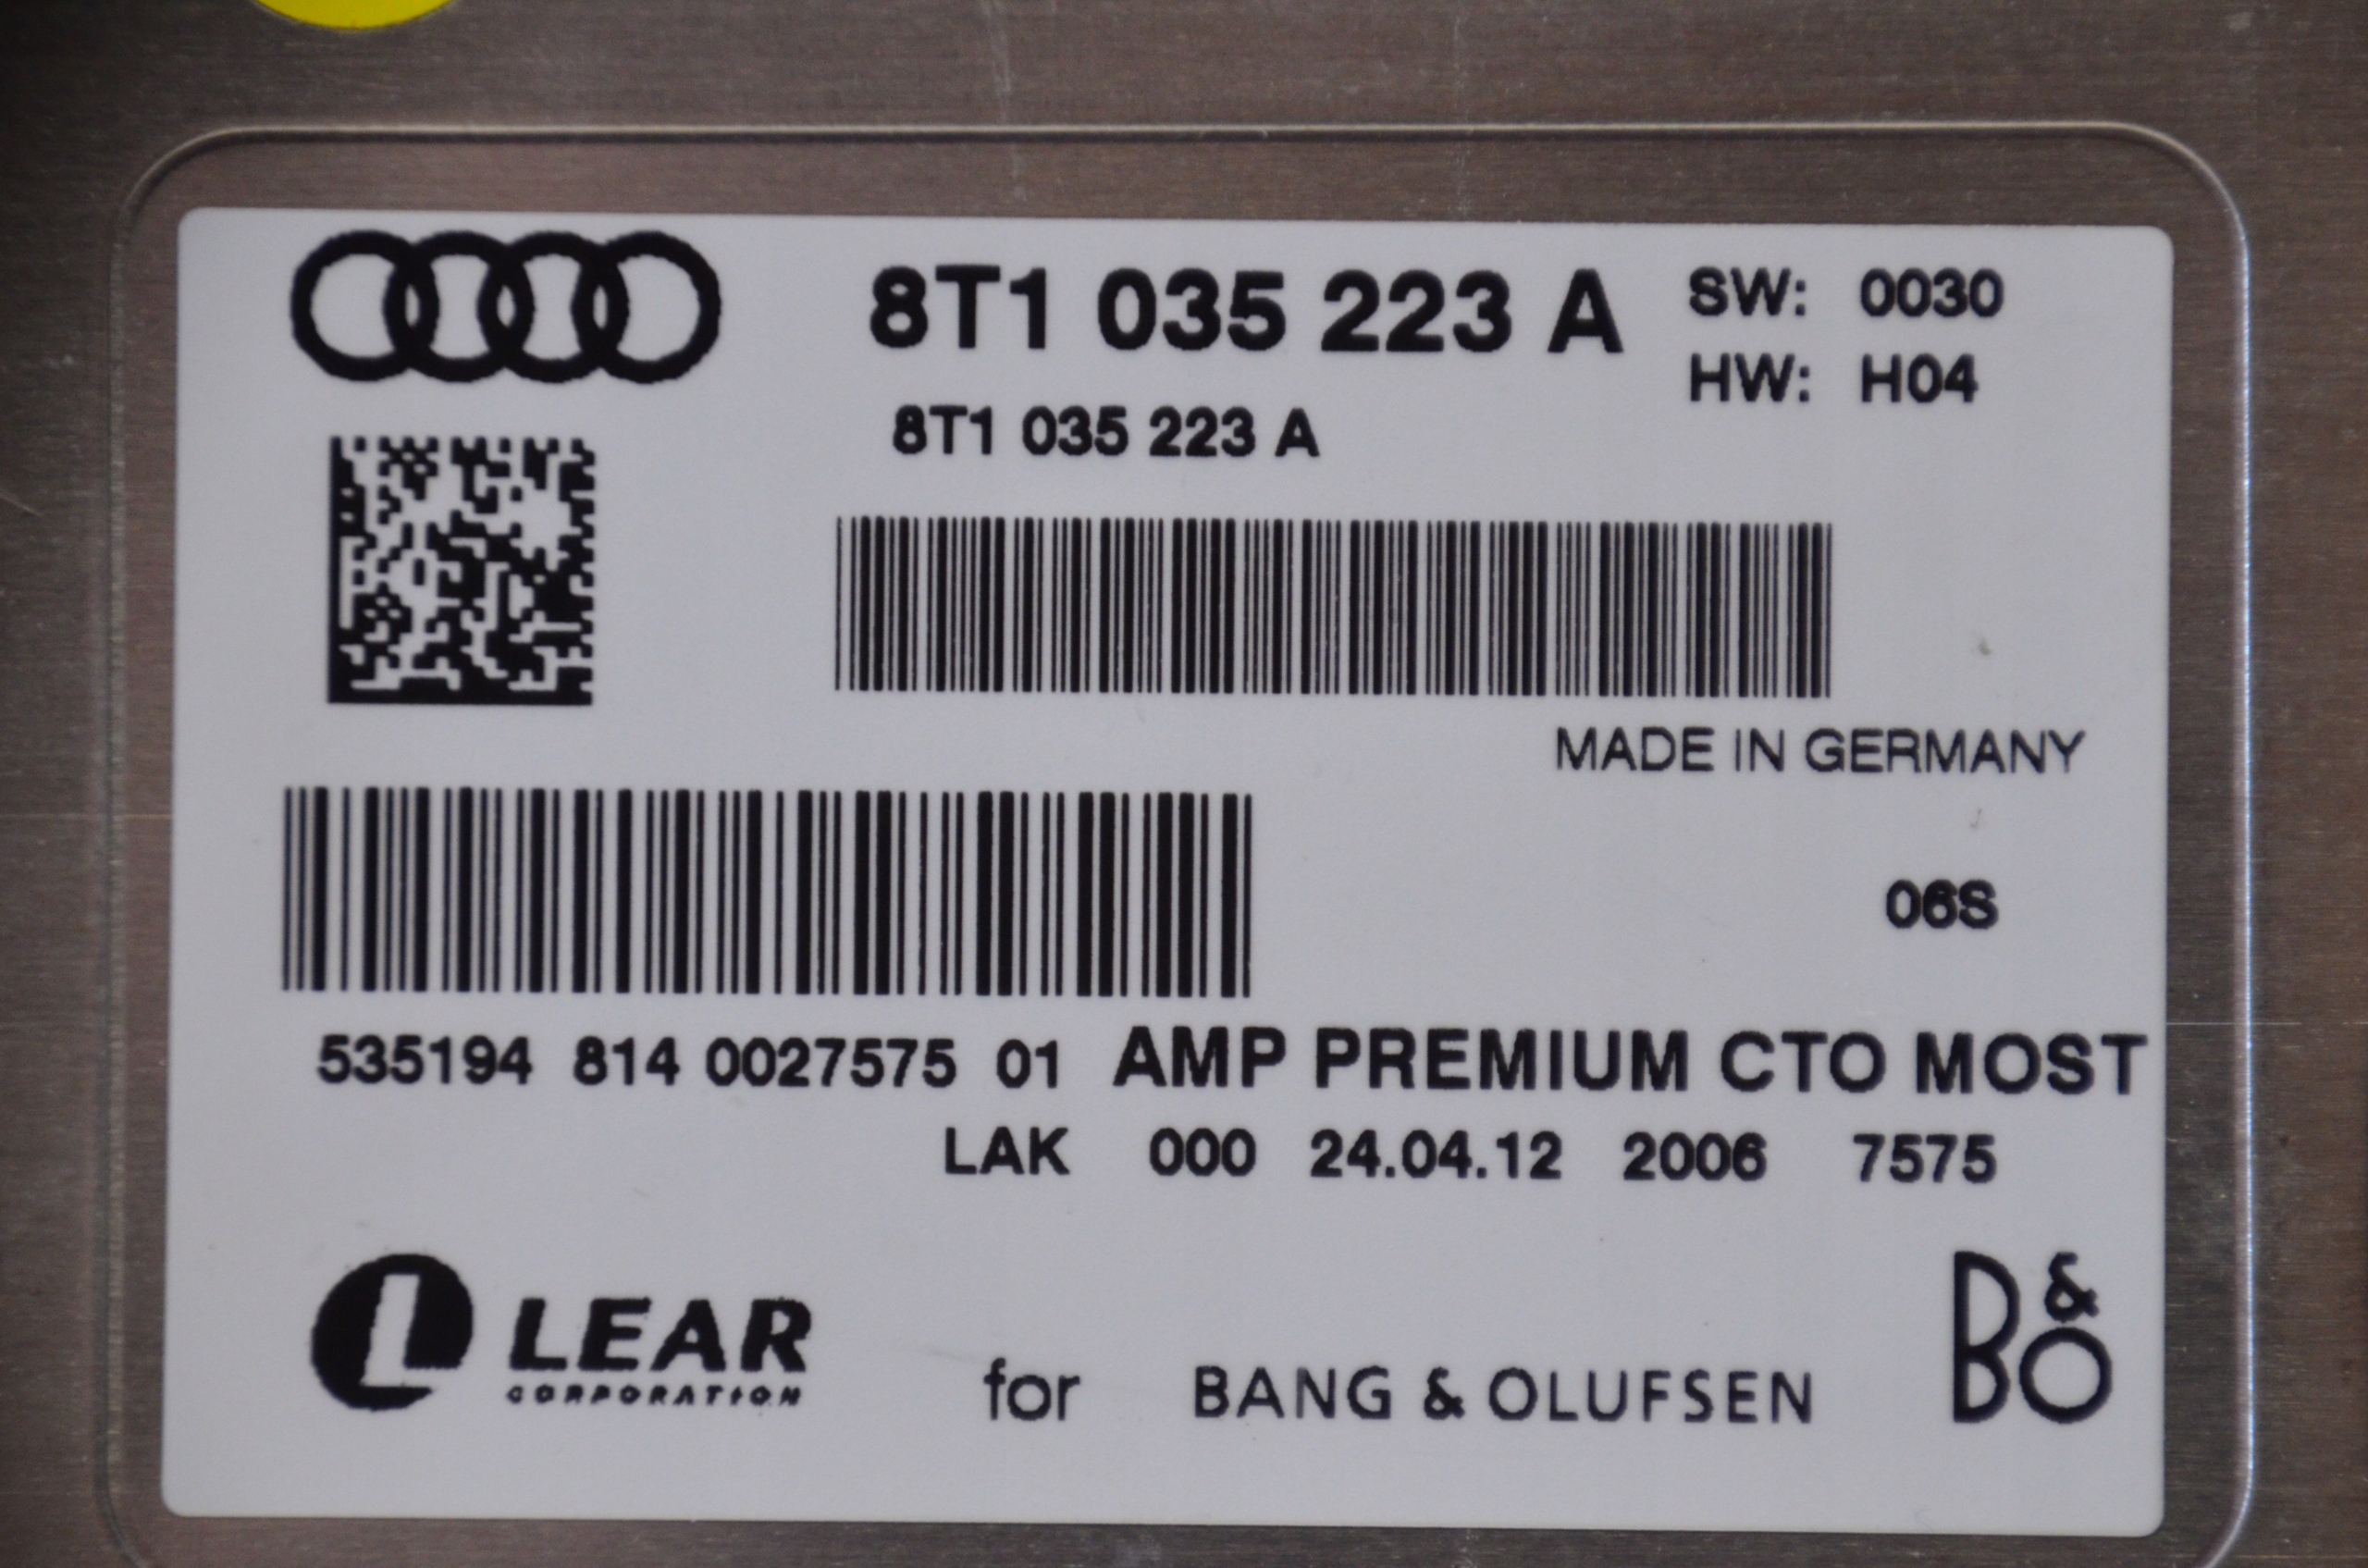 8T1 035 223 A SW: 0030
HW: H04
8T1 035 223 A
MADE IN GERMANY
06S
535194 814 0027575 01 AMP PREMIUM CTO MOST
LAK 000 24.04.12 2006 7575
L LEAR
CORPORATION
for BANG & OLUFSEN
B&O